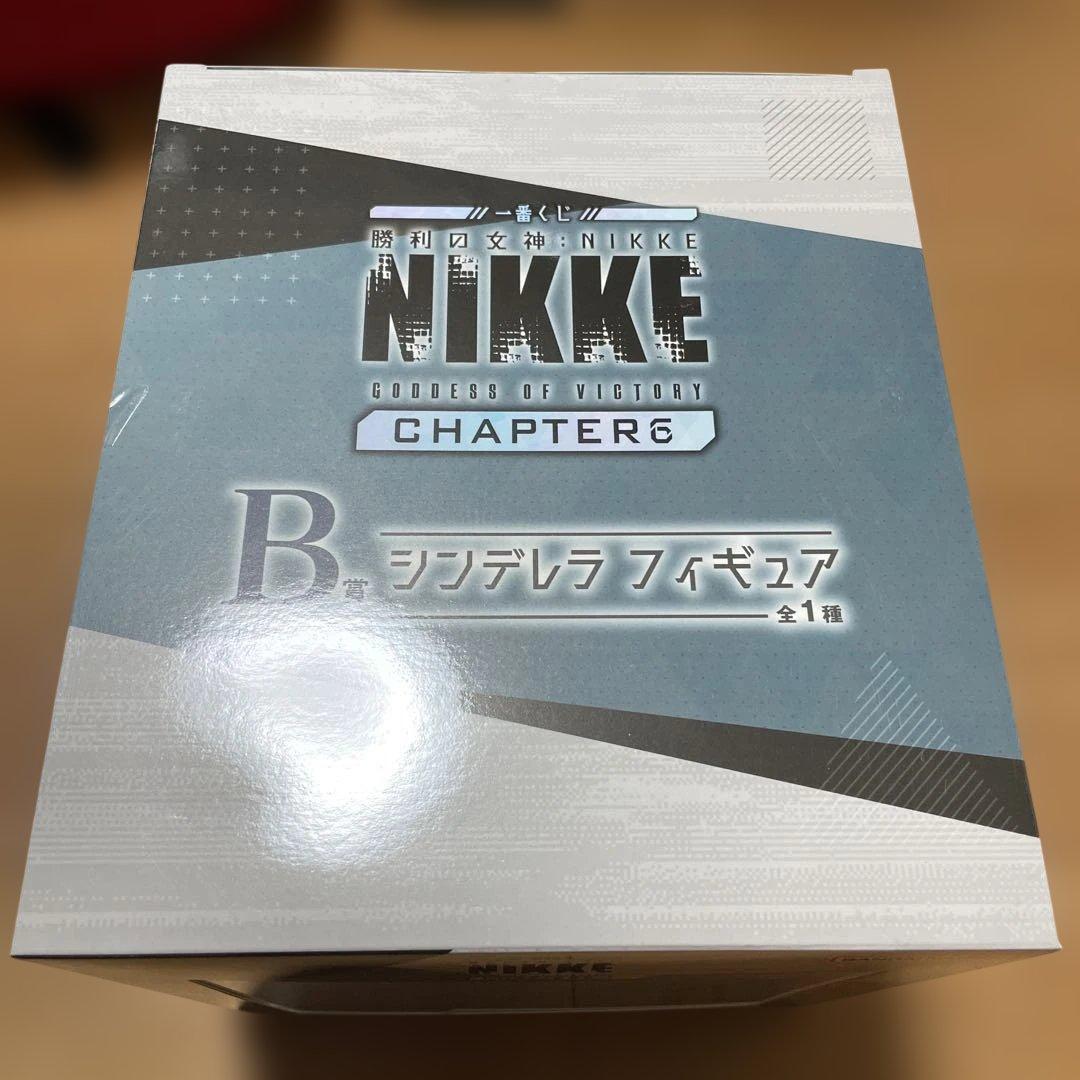 一番くじ
勝利の女神:NIKKE
NIKKE
GODDESS OF VICTORY
CHAPTER6
B賞 シンデレラ フィギュア
全1種
NIKKE